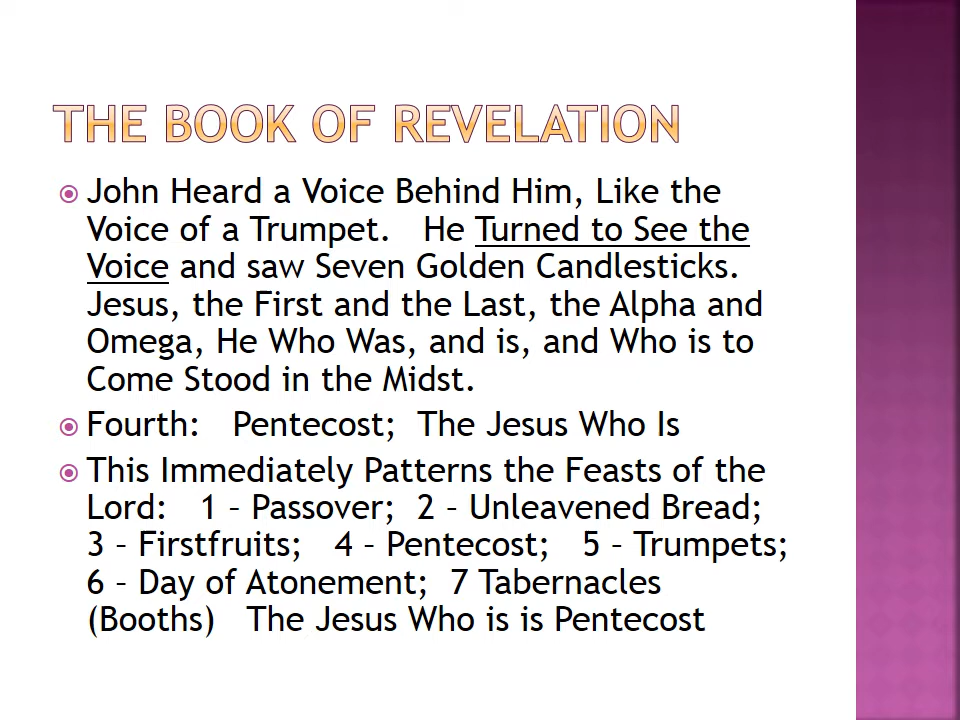 THE BOOK OF REVELATION
John Heard a Voice Behind Him, Like the
Voice of a Trumpet.   He Turned to See the
Voice and saw Seven Golden Candlesticks.
Jesus, the First and the Last, the Alpha and
Omega, He Who Was, and is, and Who is to
Come Stood in the Midst.
Fourth:   Pentecost;  The Jesus Who Is
This Immediately Patterns the Feasts of the
Lord:   1 – Passover;  2 – Unleavened Bread;
3 – Firstfruits;   4 – Pentecost;   5 – Trumpets;
6 – Day of Atonement;  7 Tabernacles
(Booths)   The Jesus Who is is Pentecost